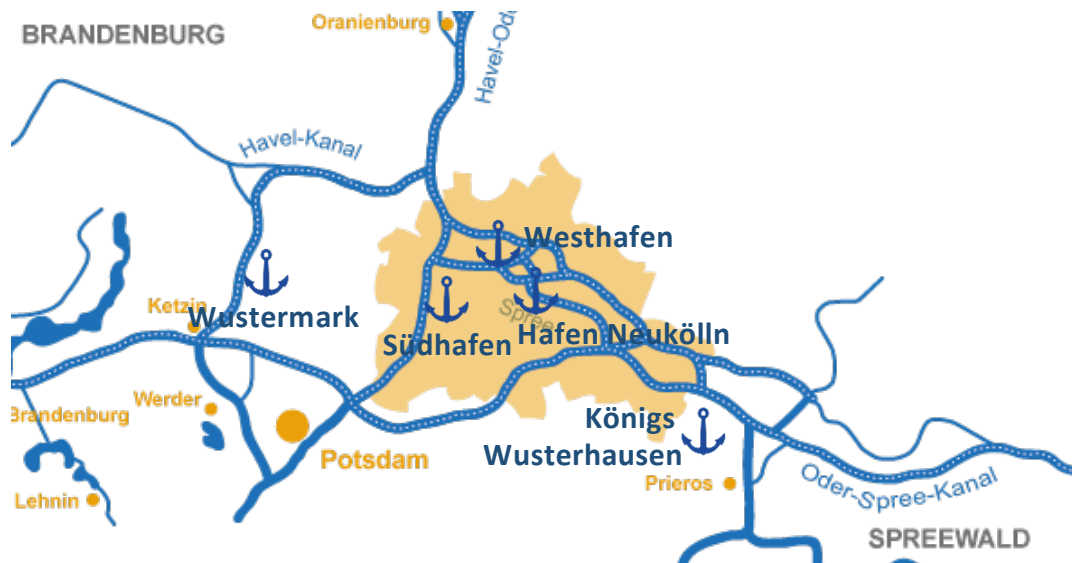 Oranienburg
BRANDENBURG
Havel-Od
Havel-Kanal
Westhafen
Ketzin
Wustermark
Spree
Hafen Neukölln
Südhafen
Werder
Brandenburg
Königs
Wusterhausen
Potsdam
Prieros
Oder-Spree-Kanal
Lehnin
SPREEWALD